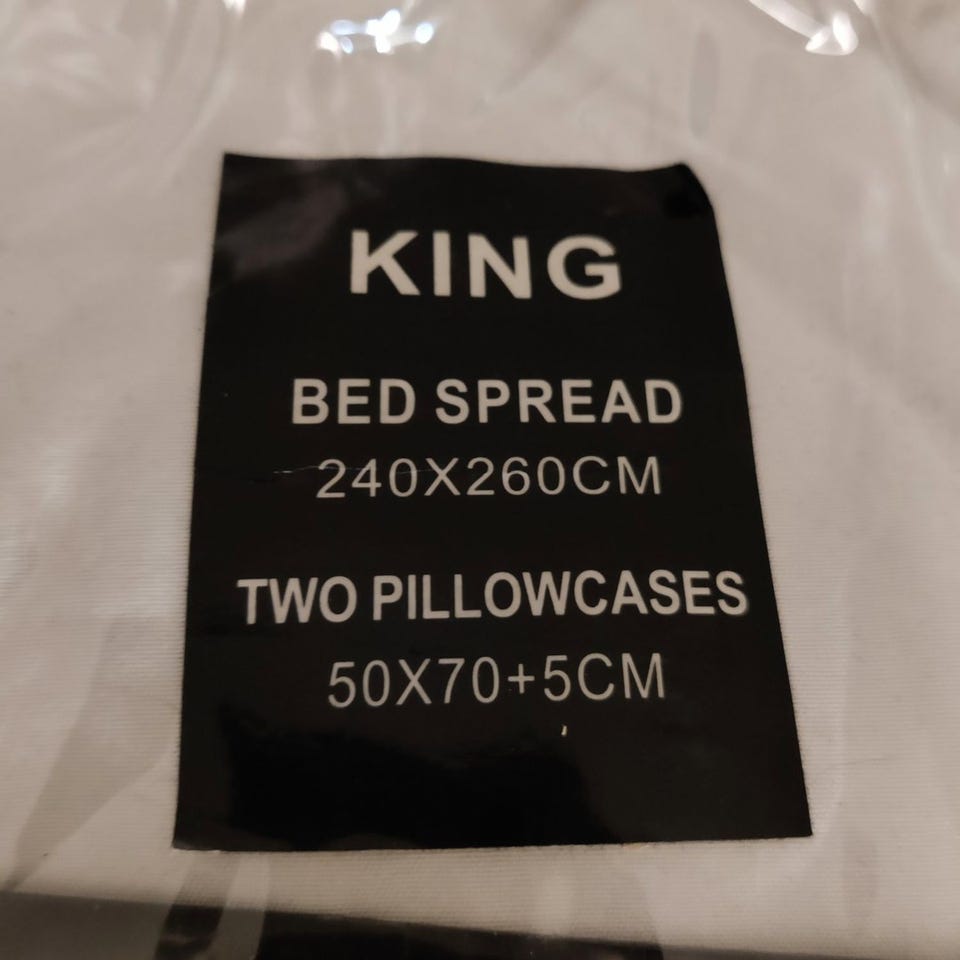 KING
BED SPREAD
240X260CM
TWO PILLOWCASES
50X70+5CM